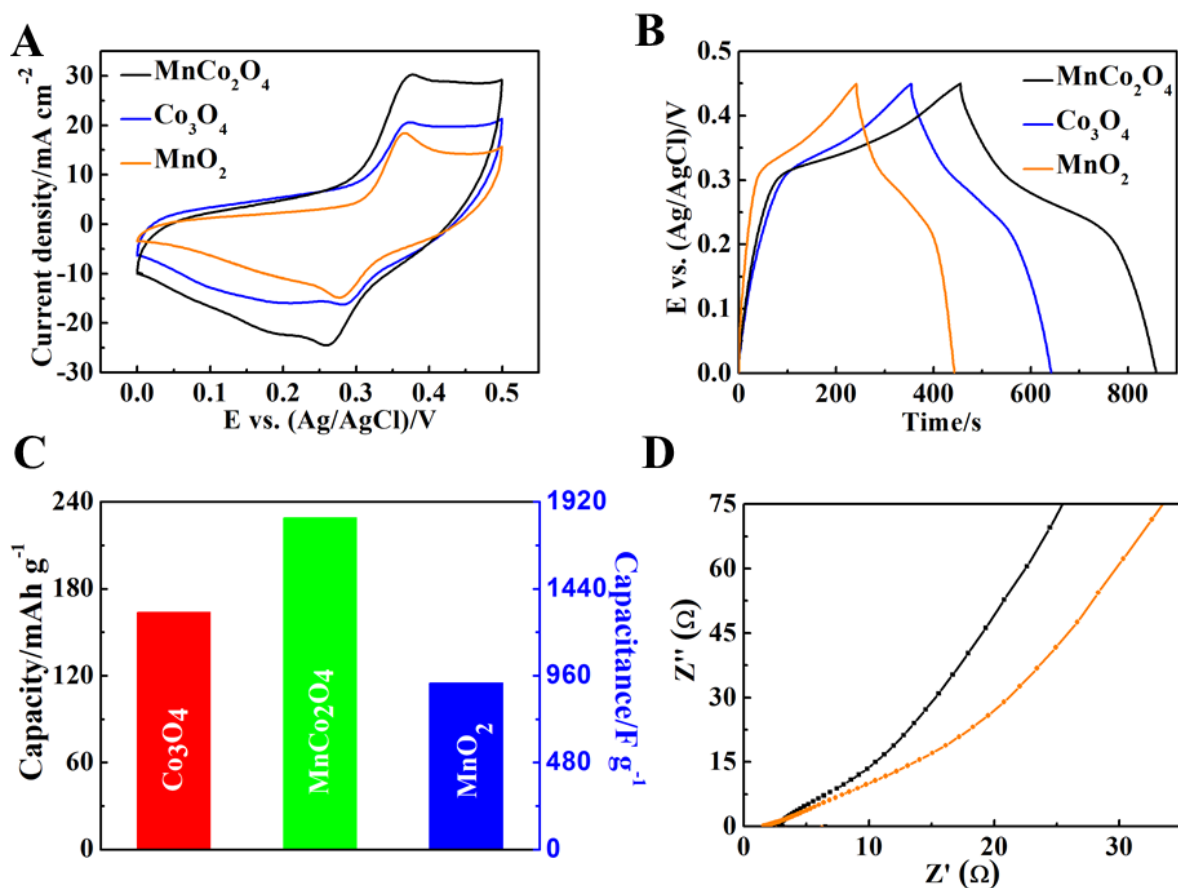 A
MnCo2O4
Co3O4
MnO2
Current density/mA cm-2
30
20
10
0
-10
-20
-30
0.0 0.1 0.2 0.3 0.4 0.5
E vs. (Ag/AgCl)/V
B
MnCo2O4
Co3O4
MnO2
E vs. (Ag/AgCl)/V
0.5
0.4
0.3
0.2
0.0
0 200 400 600 800
Time/s
C
Capacity/mAh g-1
240
180
120
60
0
Co3O4
MnCo2O4
MnO2
1920
1440
960
480
0
Capacitance/F g-1
D
Z'' (Ω)
75
60
45
30
15
0
0 10 20 30
Z' (Ω)